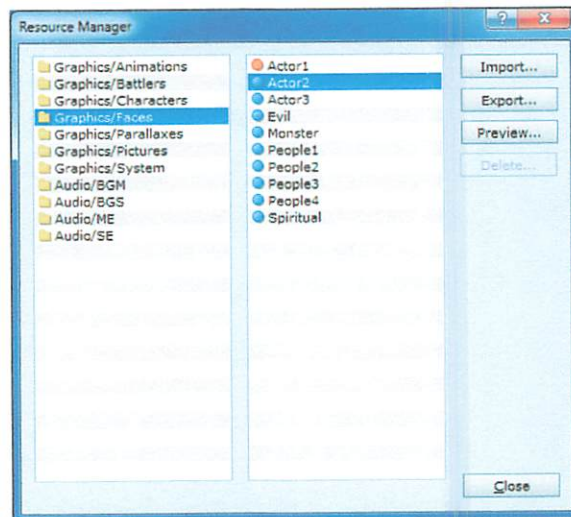 Resource Manager
Graphics/Animations
Graphics/Battlers
Graphics/Characters
Graphics/Faces
Graphics/Parallaxes
Graphics/Pictures
Graphics/System
Audio/BGM
Audio/BGS
Audio/ME
Audio/SE
Actor1
Actor2
Actor3
Evil
Monster
People1
People2
People3
People4
Spiritual
Import...
Export...
Preview...
Delete...
Close